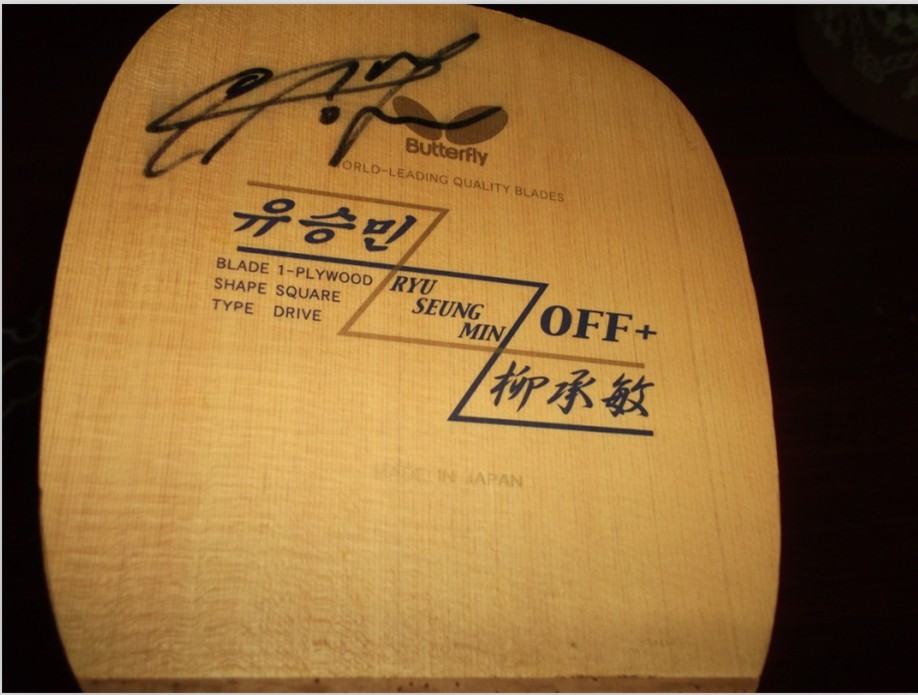 Butterfly
WORLD-LEADING QUALITY BLADES
유승민
BLADE 1-PLYWOOD
SHAPE SQUARE
TYPE DRIVE
RYU
SEUNG
MIN
OFF+
柳承敏
MADE IN JAPAN